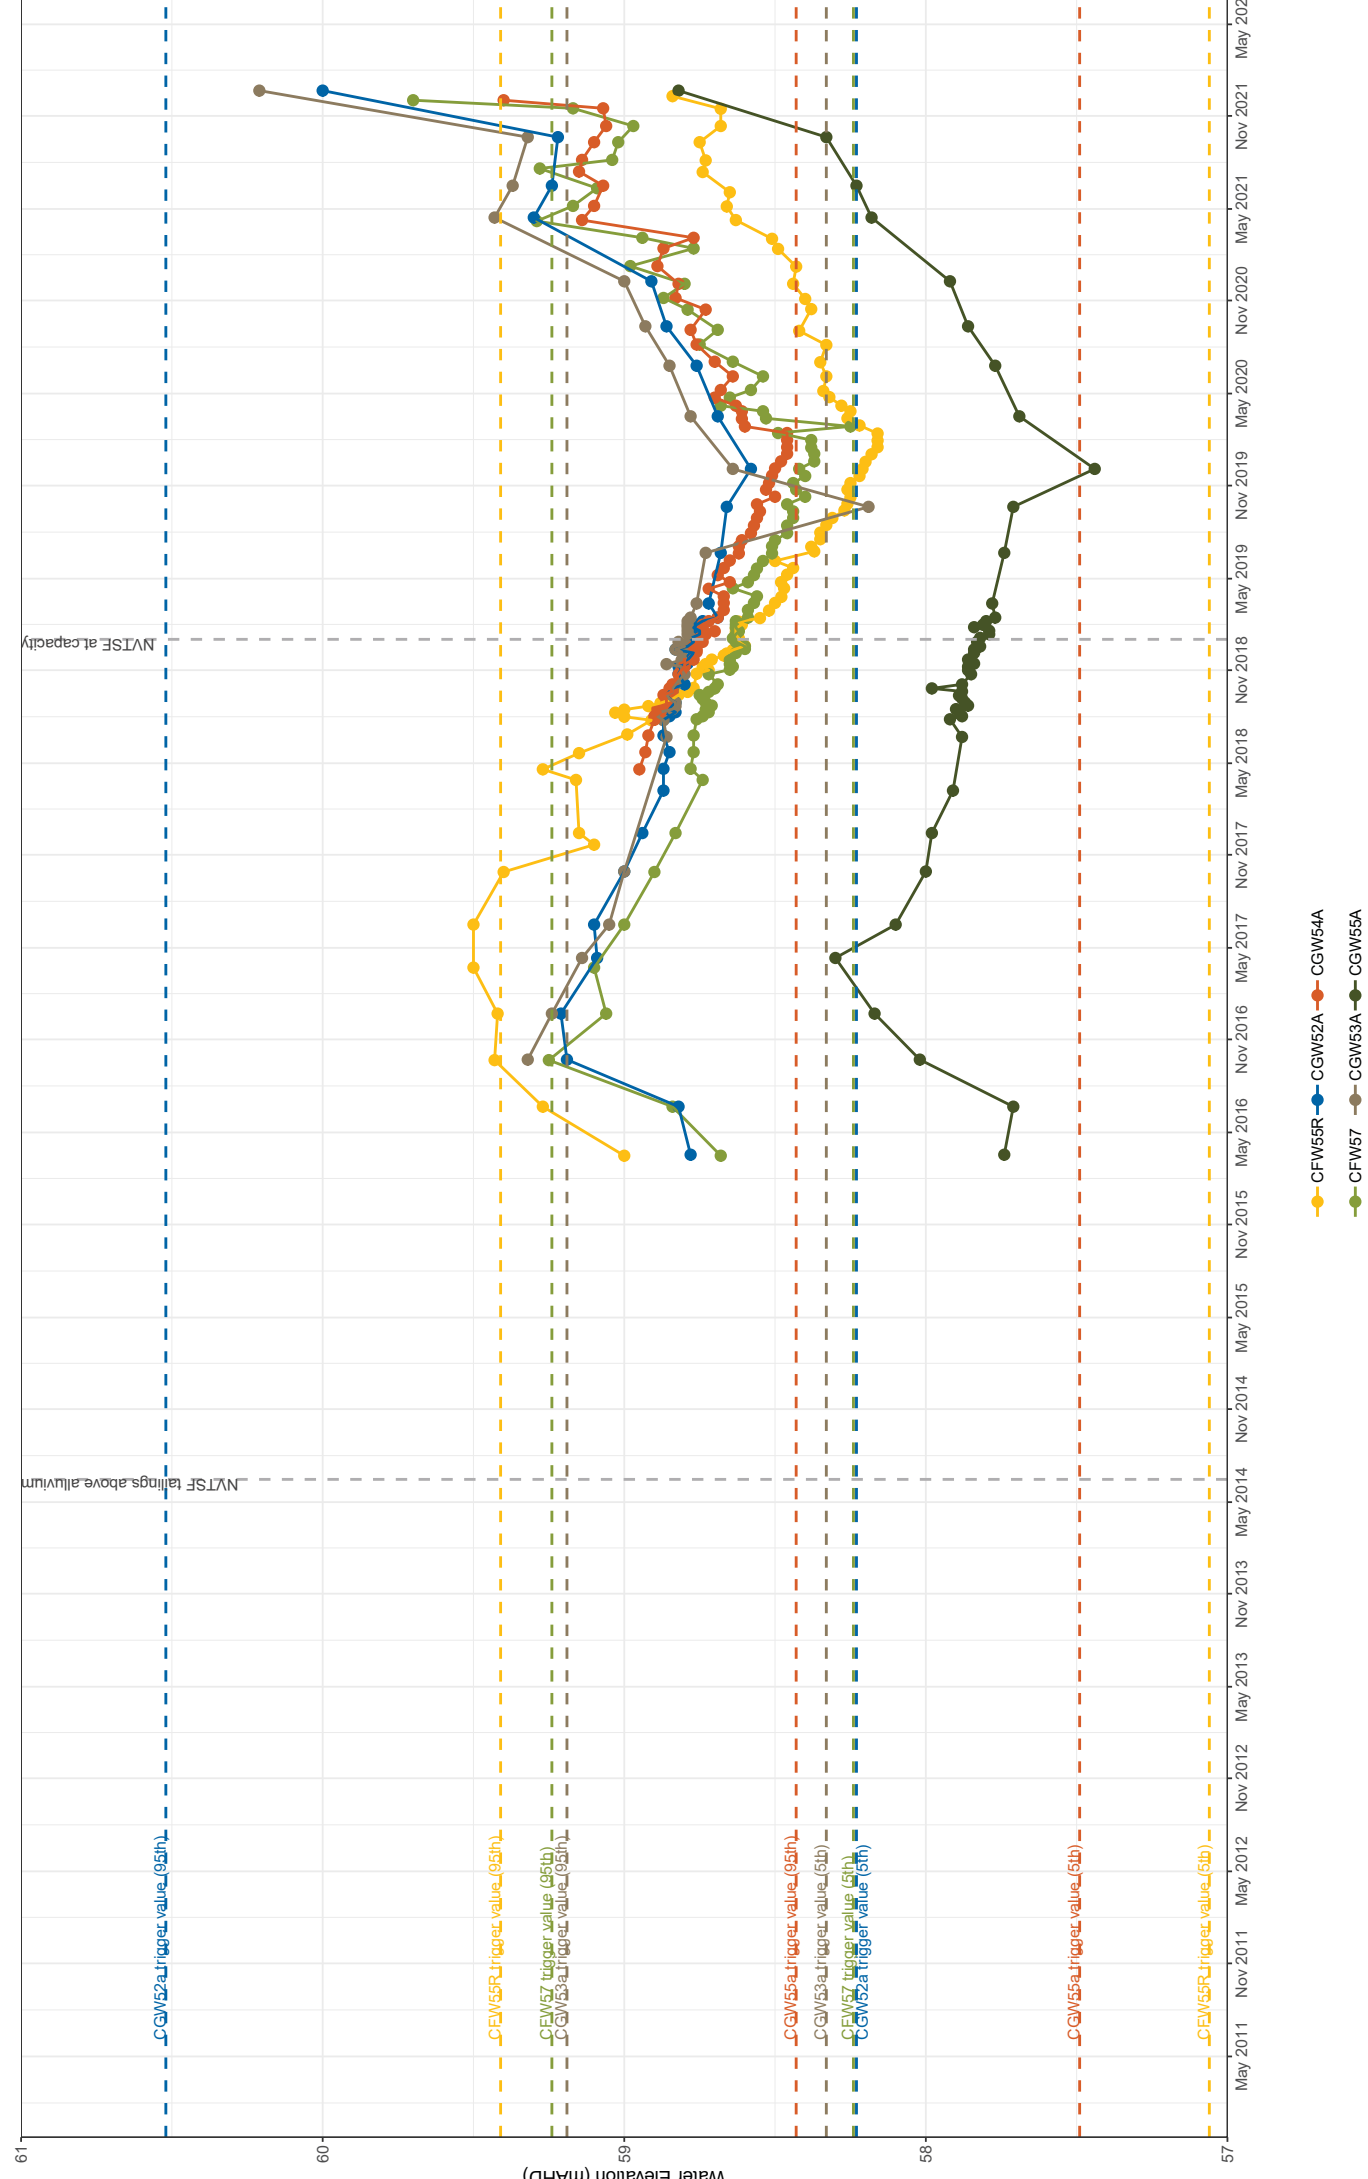 NVTSF tailings above alluvium
NVTSF at capacity
CGW52a trigger value (95th)
CFW55R trigger value (95th)
CFW57 trigger value (95th)
CGW53a trigger value (95th)
CGW55a trigger value (95th)
CGW53a trigger value (5th)
CFW57 trigger value (5th)
CGW52a trigger value (5th)
CGW55a trigger value (5th)
CFW55R trigger value (5th)
61
60
59
58
57
Water Elevation (mAHD)
May 2011
Nov 2011
May 2012
Nov 2012
May 2013
Nov 2013
May 2014
Nov 2014
May 2015
Nov 2015
May 2016
Nov 2016
May 2017
Nov 2017
May 2018
Nov 2018
May 2019
Nov 2019
May 2020
Nov 2020
May 2021
Nov 2021
May 202
CFW55R CGW52A CGW54A
CFW57 CGW53A CGW55A